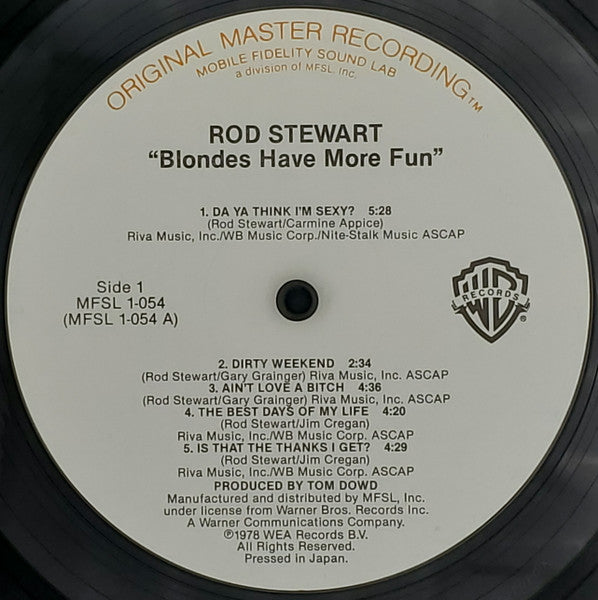 ORIGINAL MASTER RECORDING™
MOBILE FIDELITY SOUND LAB
a division of MFSL, Inc.
ROD STEWART
“Blondes Have More Fun”
1. DA YA THINK I'M SEXY? 5:28
(Rod Stewart/Carmine Appice)
Riva Music, Inc./WB Music Corp./Nite-Stalk Music ASCAP
Side 1
MFSL 1-054
(MFSL 1-054 A)
WB
RECORDS
®
2. DIRTY WEEKEND 2:34
(Rod Stewart/Gary Grainger) Riva Music, Inc. ASCAP
3. AIN'T LOVE A BITCH 4:36
(Rod Stewart/Gary Grainger) Riva Music, Inc. ASCAP
4. THE BEST DAYS OF MY LIFE 4:20
(Rod Stewart/Jim Cregan)
Riva Music, Inc./WB Music Corp. ASCAP
5. IS THAT THE THANKS I GET? 4:29
(Rod Stewart/Jim Cregan)
Riva Music, Inc./WB Music Corp. ASCAP
PRODUCED BY TOM DOWD
Manufactured and distributed by MFSL, Inc.
under license from Warner Bros. Records Inc.
A Warner Communications Company.
℗1978 WEA Records B.V.
All Rights Reserved.
Pressed in Japan.